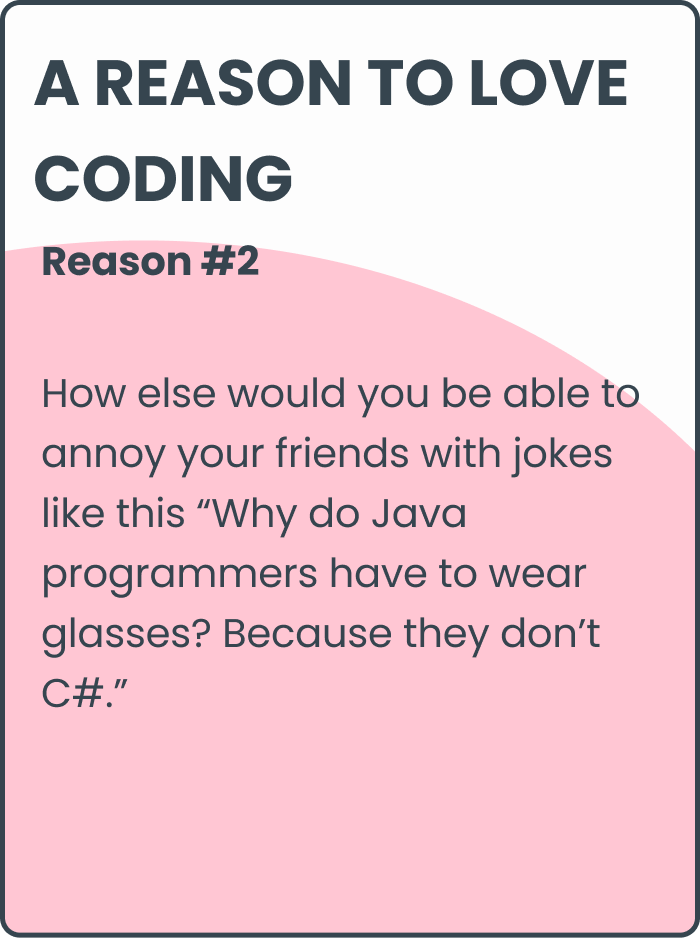 A REASON TO LOVE
CODING
Reason #2
How else would you be able to
annoy your friends with jokes
like this “Why do Java
programmers have to wear
glasses? Because they don’t
C#.”